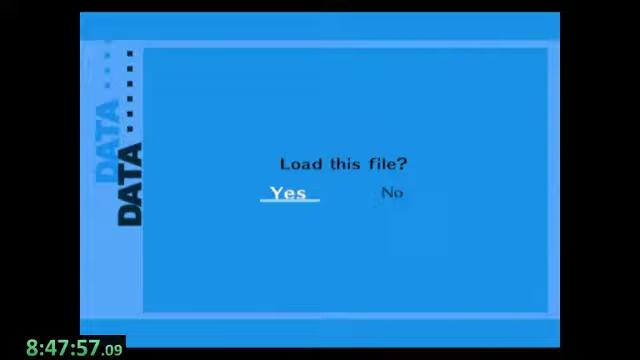 DATA
DATA
Load this file?
Yes No
8:47:57.09